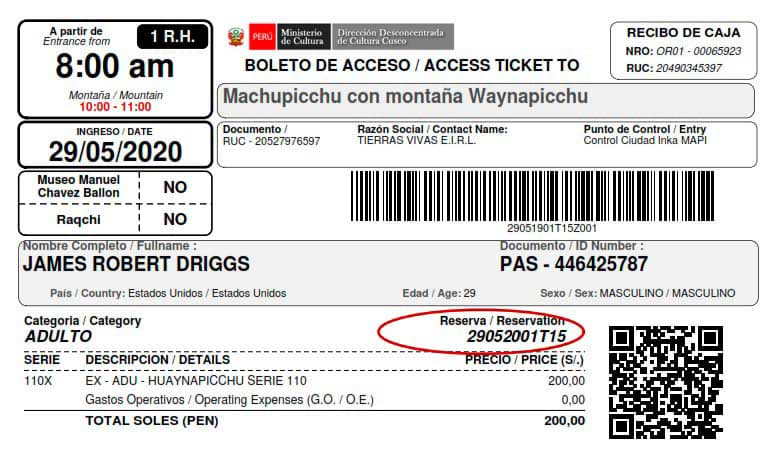 A partir de
Entrance from
1 R.H.
8:00 am
Montaña / Mountain
10:00 - 11:00
PERÚ
Ministerio
de Cultura
Dirección Desconcentrada
de Cultura Cusco
BOLETO DE ACCESO / ACCESS TICKET TO
RECIBO DE CAJA
NRO: OR01 - 00065923
RUC: 20490345397
Machupicchu con montaña Waynapicchu
INGRESO / DATE
29/05/2020
Documento /
RUC - 20527976597
Razón Social / Contact Name:
TIERRAS VIVAS E.I.R.L.
Punto de Control / Entry
Control Ciudad Inka MAPI
Museo Manuel
Chavez Ballon
NO
Raqchi
NO
29051901T15Z001
Nombre Completo / Fullname :
JAMES ROBERT DRIGGS
Documento / ID Number :
PAS - 446425787
País / Country: Estados Unidos / Estados Unidos
Edad / Age: 29
Sexo / Sex: MASCULINO / MASCULINO
Categoria / Category
ADULTO
Reserva / Reservation
29052001T15
SERIE
DESCRIPCION / DETAILS
PRECIO / PRICE (S/.)
110X
EX - ADU - HUAYNAPICCHU SERIE 110
200,00
Gastos Operativos / Operating Expenses (G.O. / O.E.)
0,00
TOTAL SOLES (PEN)
200,00